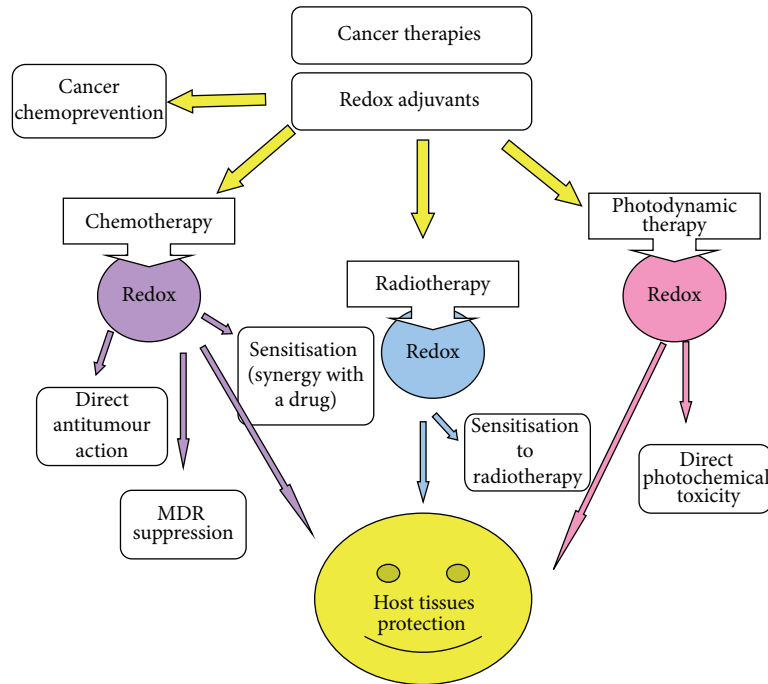 Cancer therapies
Cancer
chemoprevention
Redox adjuvants
Chemotherapy
Photodynamic
therapy
Radiotherapy
Redox
Redox
Redox
Sensitisation
(synergy with
a drug)
Direct
antitumour
action
Sensitisation
to
radiotherapy
Direct
photochemical
toxicity
MDR
suppression
Host tissues
protection